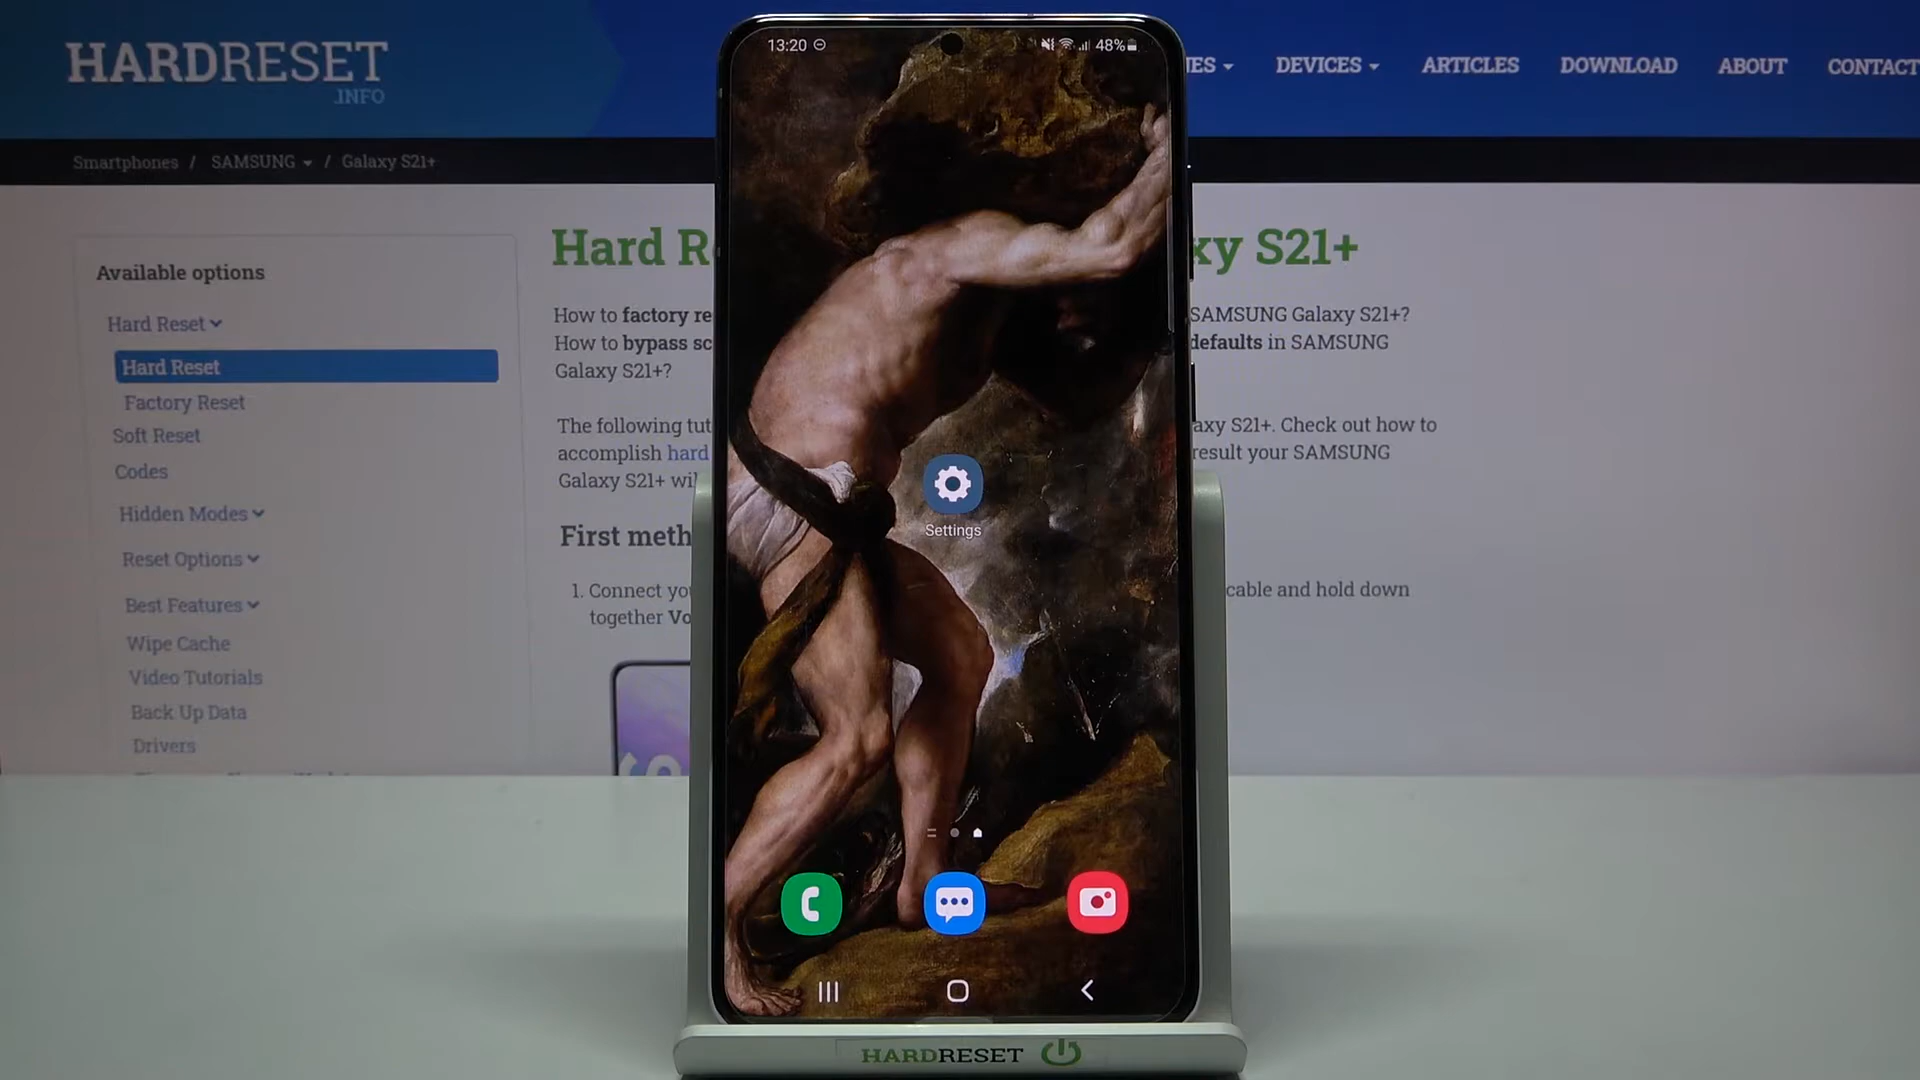 HARDRESET
.INFO
DEVICES
ARTICLES
DOWNLOAD
ABOUT
CONTACT
Smartphones / SAMSUNG / Galaxy S21+
13:20
48%
Available options
Hard Reset
Hard Reset
Factory Reset
Soft Reset
Codes
Hidden Modes
Reset Options
Best Features
Wipe Cache
Video Tutorials
Back Up Data
Drivers
Hard R
xy S21+
How to factory re
SAMSUNG Galaxy S21+?
How to bypass sc
defaults in SAMSUNG
Galaxy S21+?
The following tut
axy S21+. Check out how to
accomplish hard
result your SAMSUNG
Galaxy S21+ wil
First meth
1. Connect yo
cable and hold down
together Vo
Settings
HARDRESET